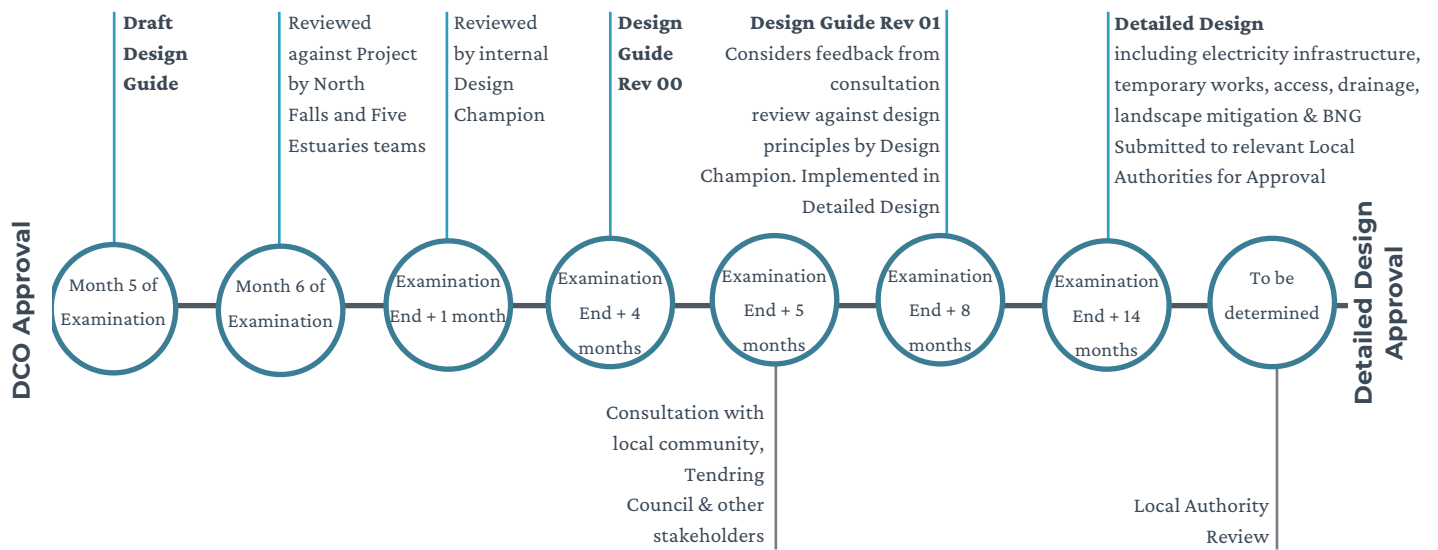 Draft
Design
Guide
Reviewed
against Project
by North
Falls and Five
Estuaries teams
Reviewed
by internal
Design
Champion
Design
Guide
Rev 00
Design Guide Rev 01
Considers feedback from
consultation
review against design
principles by Design
Champion. Implemented in
Detailed Design
Detailed Design
including electricity infrastructure,
temporary works, access, drainage,
landscape mitigation & BNG
Submitted to relevant Local
Authorities for Approval
DCO Approval
Month 5 of
Examination
Month 6 of
Examination
Examination
End + 1 month
Examination
End + 4
months
Examination
End + 5
months
Examination
End + 8
months
Examination
End + 14
months
To be
determined
Detailed Design
Approval
Consultation with
local community,
Tendring
Council & other
stakeholders
Local Authority
Review